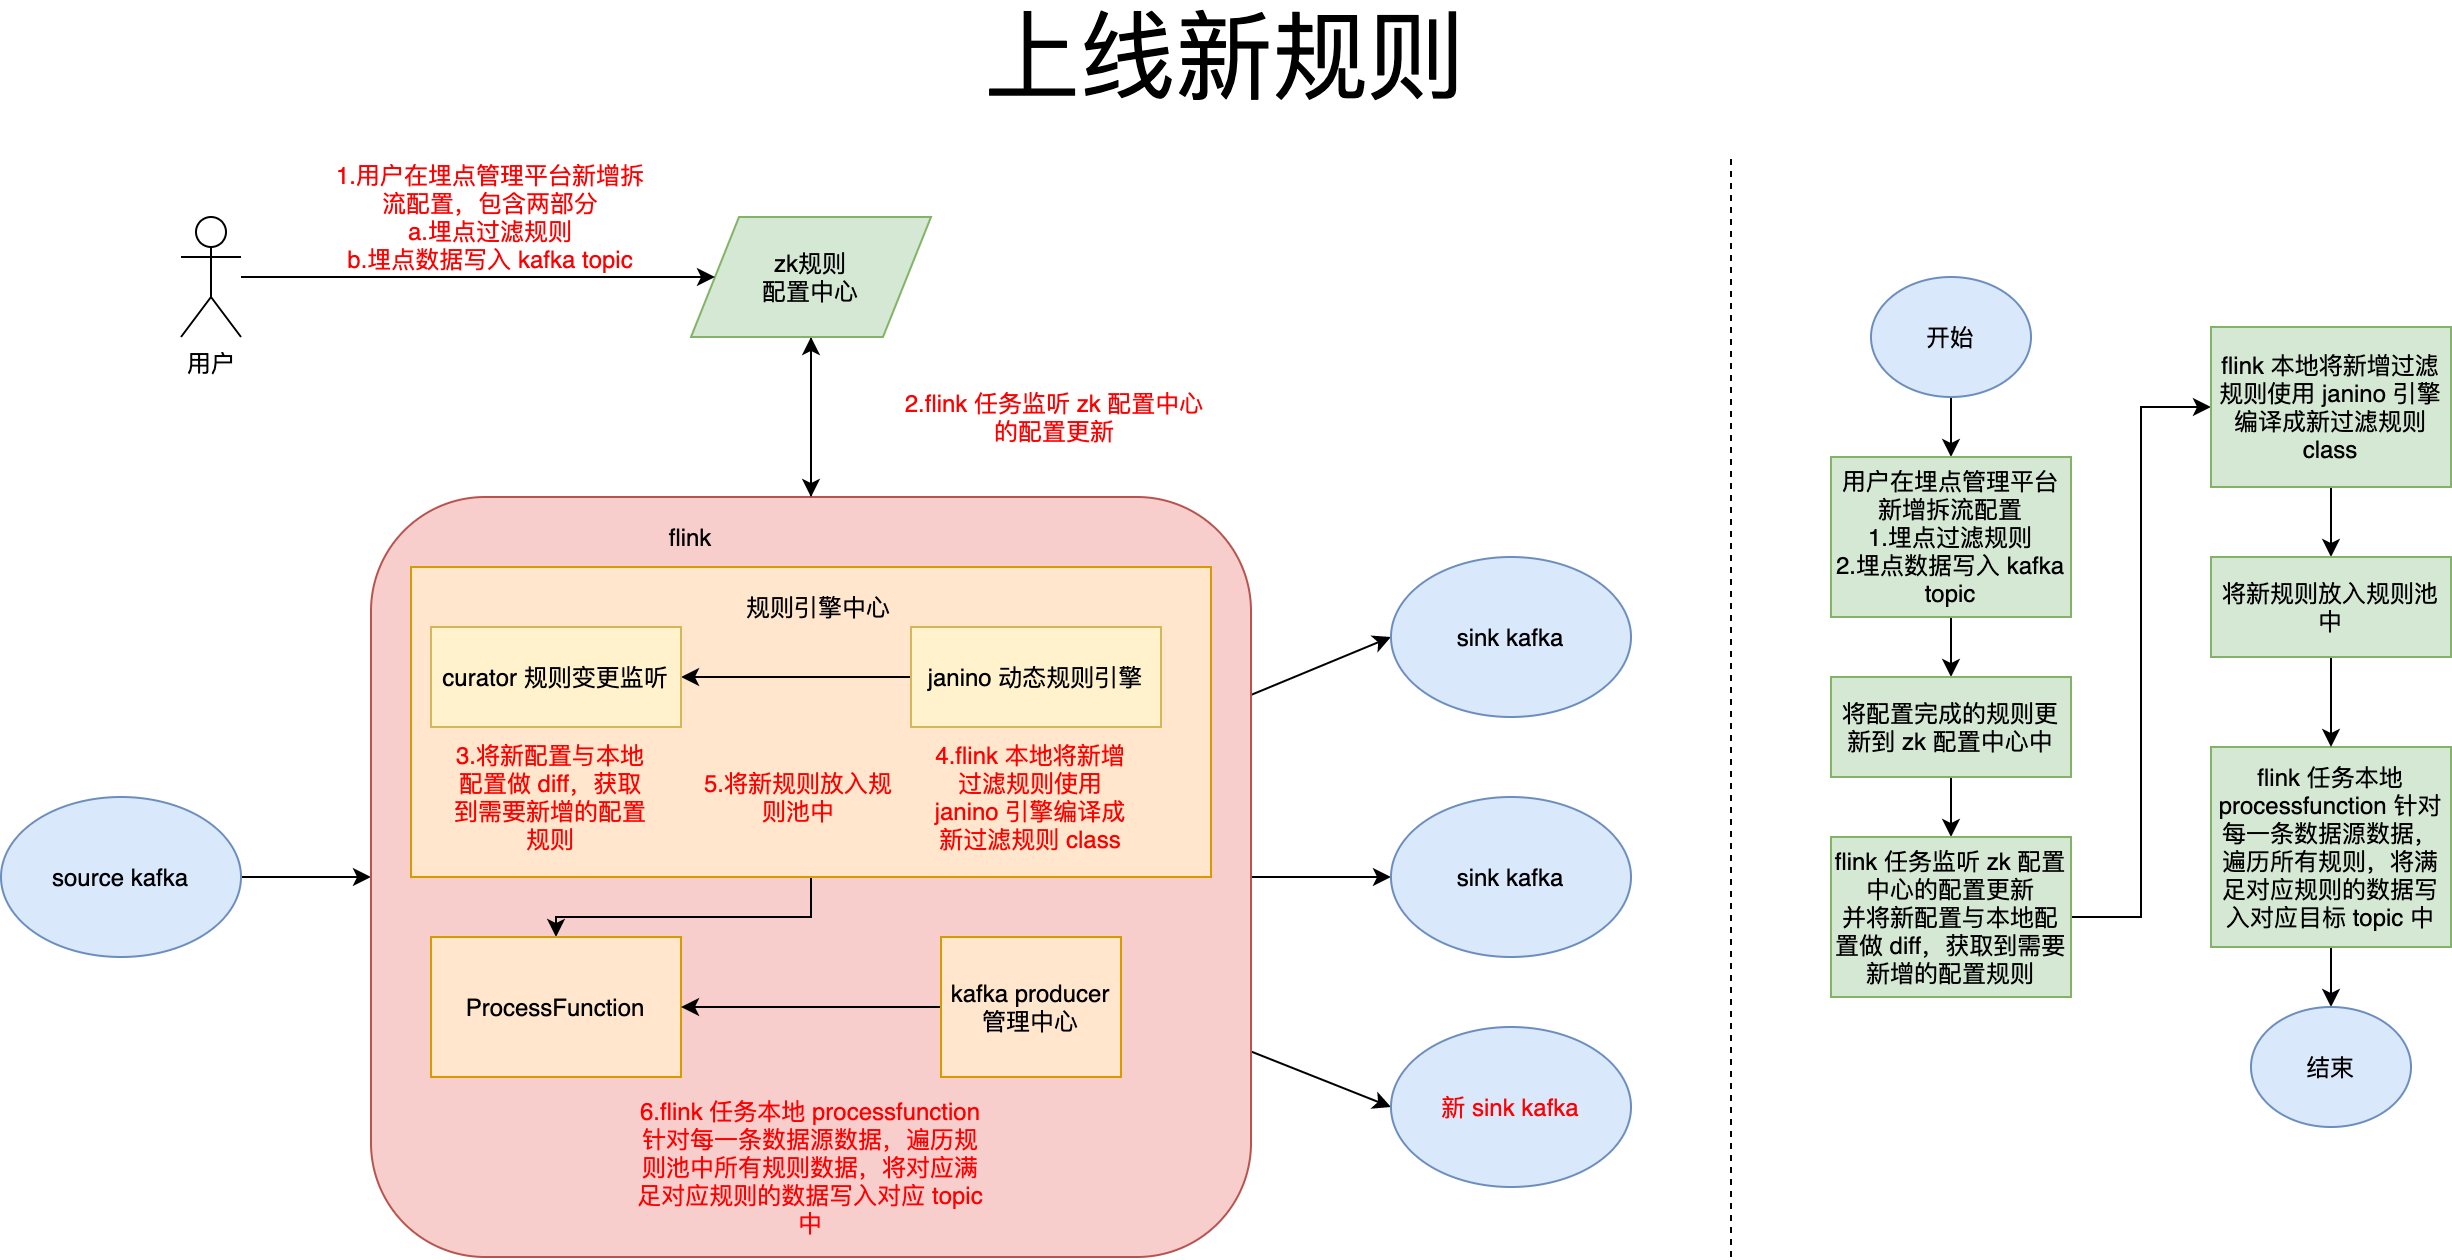 上线新规则
1.用户在埋点管理平台新增拆
流配置，包含两部分
a.埋点过滤规则
b.埋点数据写入 kafka topic
用户
zk规则
配置中心
2.flink 任务监听 zk 配置中心
的配置更新
flink
规则引擎中心
curator 规则变更监听
janino 动态规则引擎
3.将新配置与本地
配置做 diff，获取
到需要新增的配置
规则
5.将新规则放入规
则池中
4.flink 本地将新增
过滤规则使用
janino 引擎编译成
新过滤规则 class
source kafka
ProcessFunction
kafka producer
管理中心
6.flink 任务本地 processfunction
针对每一条数据源数据，遍历规
则池中所有规则数据，将对应满
足对应规则的数据写入对应 topic
中
sink kafka
sink kafka
新 sink kafka
开始
用户在埋点管理平台
新增拆流配置
1.埋点过滤规则
2.埋点数据写入 kafka
topic
将配置完成的规则更
新到 zk 配置中心中
flink 任务监听 zk 配置
中心的配置更新
并将新配置与本地配
置做 diff，获取到需要
新增的配置规则
flink 本地将新增过滤
规则使用 janino 引擎
编译成新过滤规则
class
将新规则放入规则池
中
flink 任务本地
processfunction 针对
每一条数据源数据，
遍历所有规则，将满
足对应规则的数据写
入对应目标 topic 中
结束